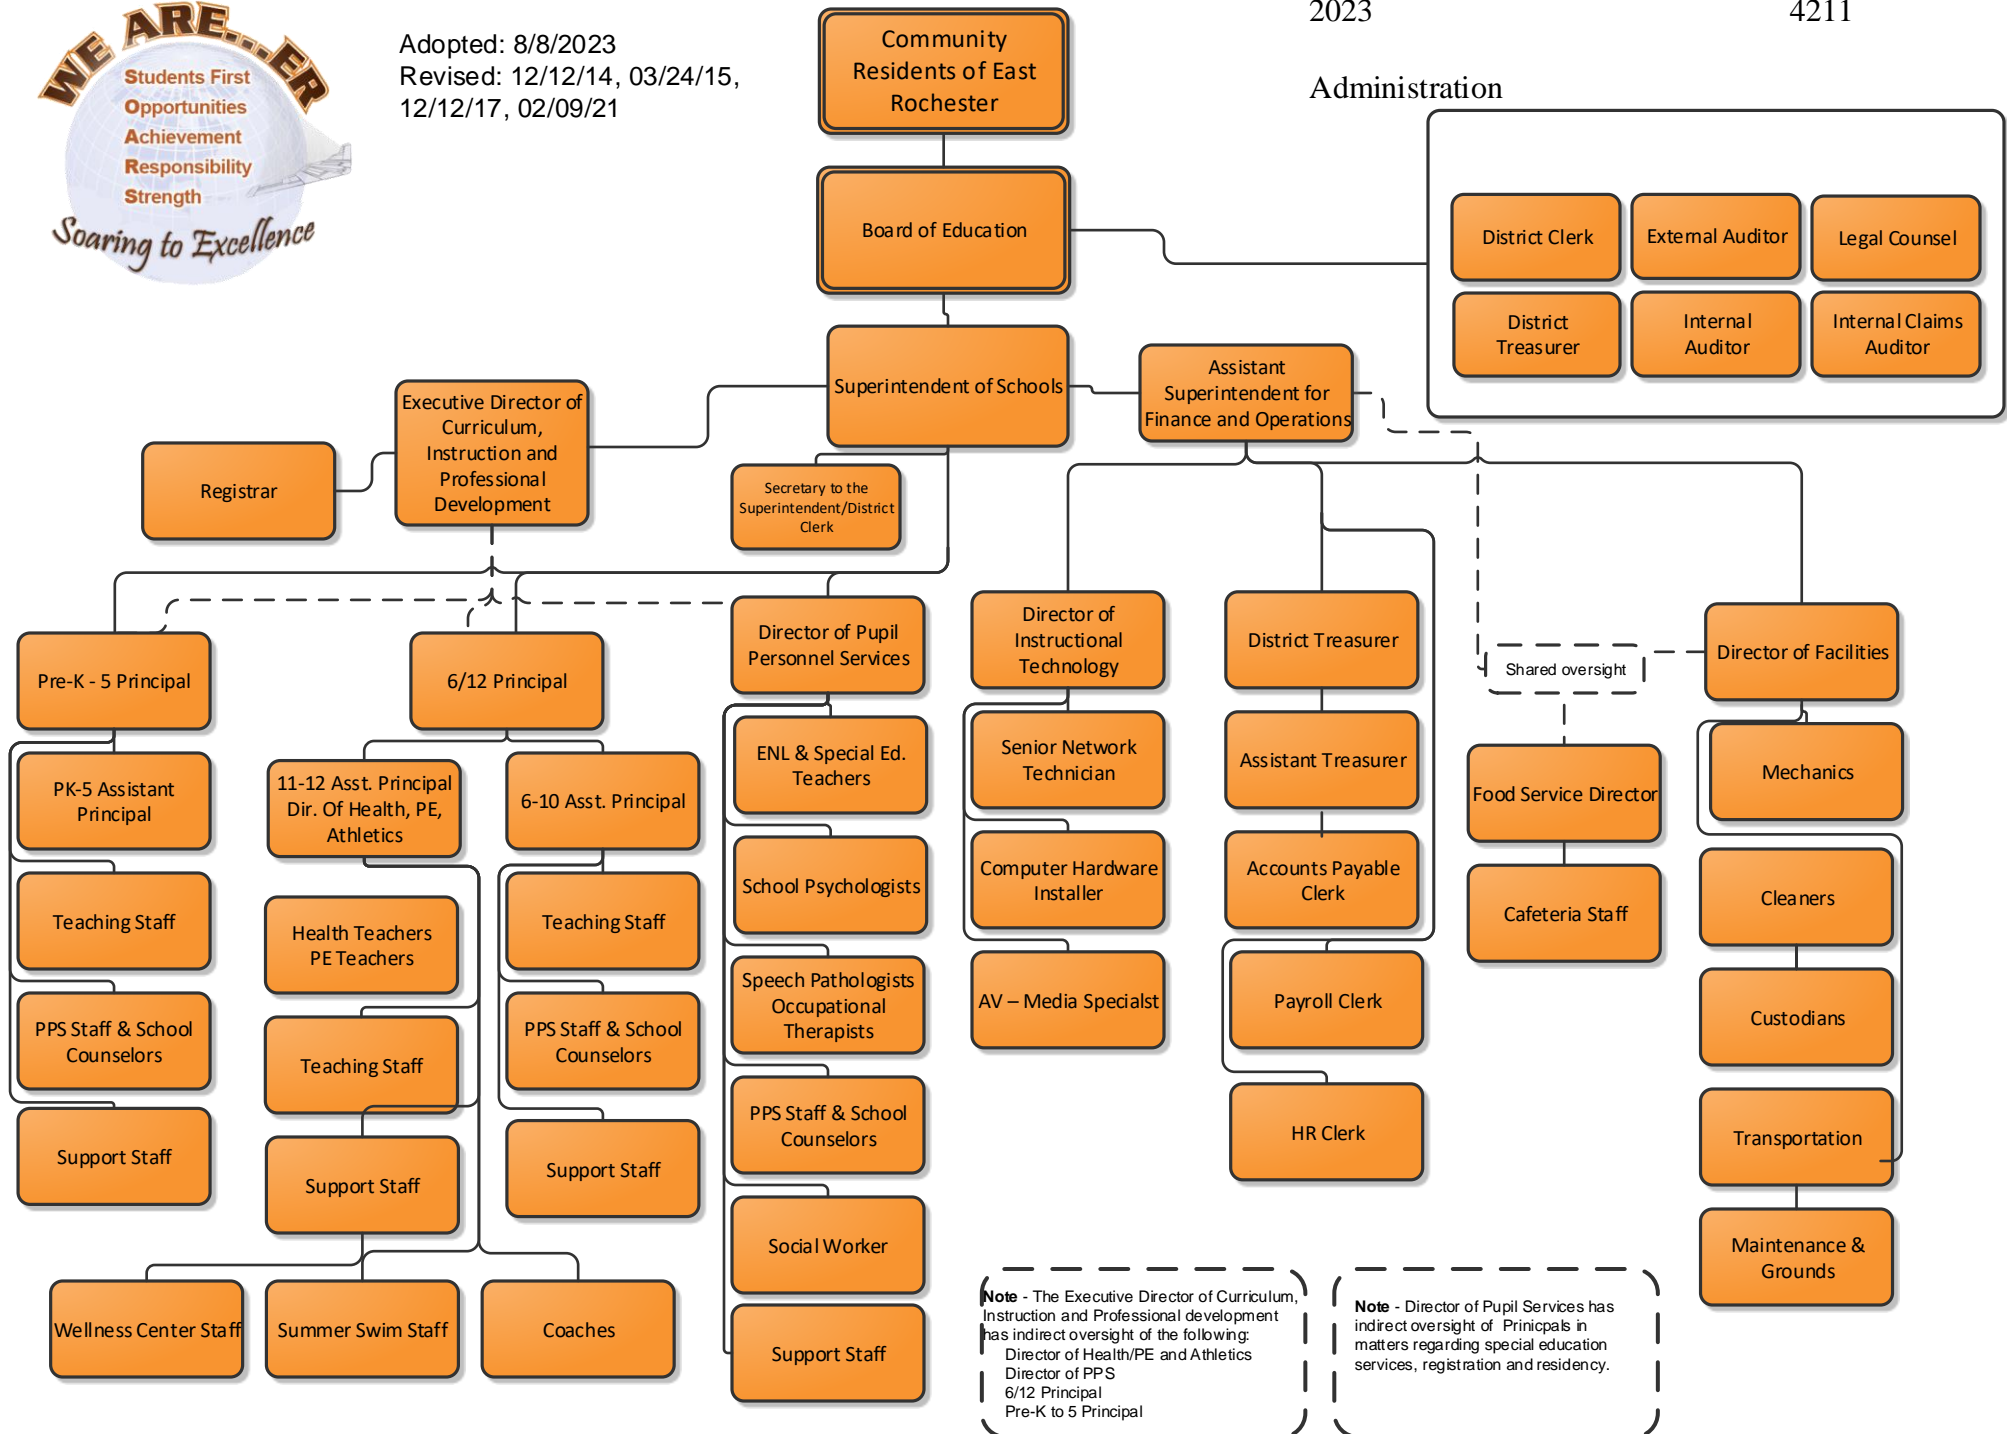 WE ARE...ER
Students First
Opportunities
Achievement
Responsibility
Strength
Soaring to Excellence
Adopted: 8/8/2023
Revised: 12/12/14, 03/24/15,
12/12/17, 02/09/21
2023
4211
Administration
Community
Residents of East
Rochester
Board of Education
District Clerk
External Auditor
Legal Counsel
District
Treasurer
Internal
Auditor
Internal Claims
Auditor
Superintendent of Schools
Assistant
Superintendent for
Finance and Operations
Executive Director of
Curriculum,
Instruction and
Professional
Development
Registrar
Secretary to the
Superintendent/District
Clerk
Pre-K - 5 Principal
6/12 Principal
Director of Pupil
Personnel Services
Director of
Instructional
Technology
District Treasurer
Shared oversight
Director of Facilities
PK-5 Assistant
Principal
Teaching Staff
PPS Staff & School
Counselors
Support Staff
11-12 Asst. Principal
Dir. Of Health, PE,
Athletics
Health Teachers
PE Teachers
Teaching Staff
Support Staff
Wellness Center Staff
Summer Swim Staff
Coaches
6-10 Asst. Principal
Teaching Staff
PPS Staff & School
Counselors
Support Staff
ENL & Special Ed.
Teachers
School Psychologists
Speech Pathologists
Occupational
Therapists
PPS Staff & School
Counselors
Social Worker
Support Staff
Senior Network
Technician
Computer Hardware
Installer
AV – Media Specialst
Assistant Treasurer
Accounts Payable
Clerk
Payroll Clerk
HR Clerk
Food Service Director
Cafeteria Staff
Mechanics
Cleaners
Custodians
Transportation
Maintenance &
Grounds
Note - The Executive Director of Curriculum,
Instruction and Professional development
has indirect oversight of the following:
Director of Health/PE and Athletics
Director of PPS
6/12 Principal
Pre-K to 5 Principal
Note - Director of Pupil Services has
indirect oversight of Prinicpals in
matters regarding special education
services, registration and residency.